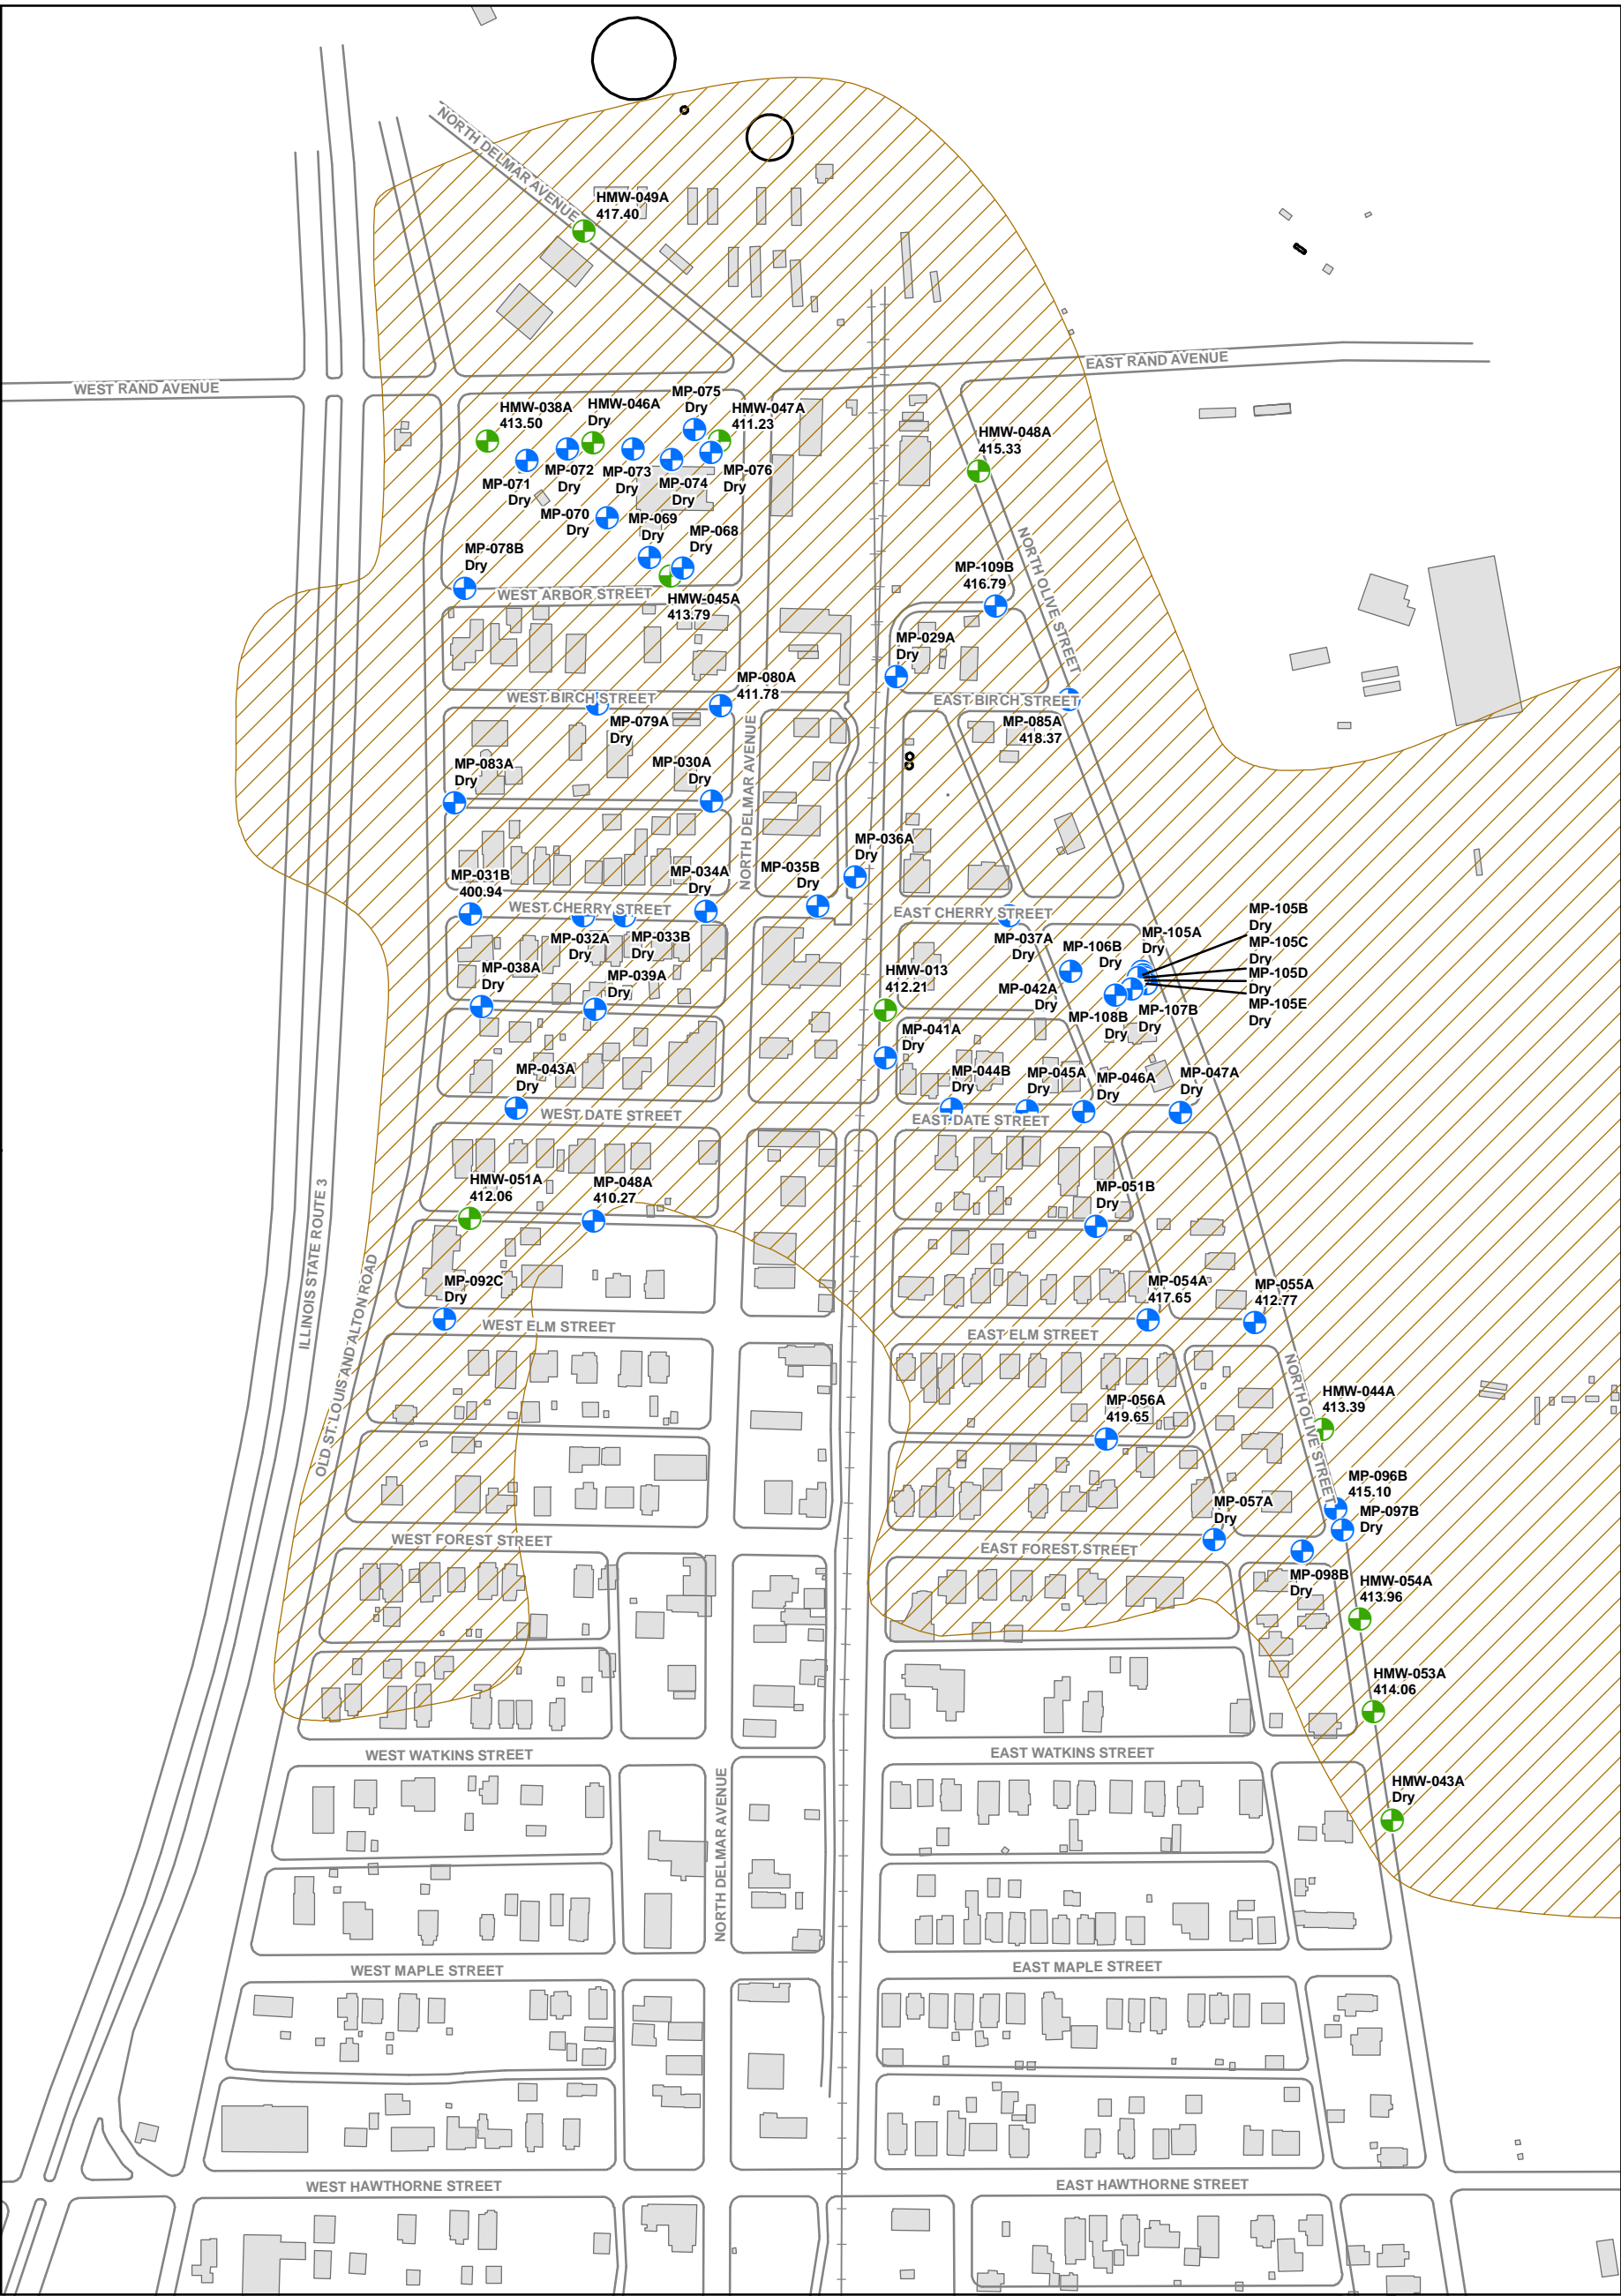 NORTH DELMAR AVENUE
HMW-049A
417.40
EAST RAND AVENUE
WEST RAND AVENUE
MP-075
Dry
HMW-038A
413.50
HMW-046A
Dry
HMW-047A
411.23
HMW-048A
415.33
MP-071
Dry
MP-072
Dry
MP-073
Dry
MP-074
Dry
MP-076
Dry
MP-070
Dry
MP-069
Dry
MP-068
Dry
NORTH OLIVE STREET
MP-078B
Dry
MP-109B
416.79
WEST ARBOR STREET
HMW-045A
413.79
MP-029A
Dry
MP-080A
411.78
WEST BIRCH STREET
EAST BIRCH STREET
MP-079A
Dry
MP-085A
418.37
NORTH DELMAR AVENUE
MP-083A
Dry
MP-030A
Dry
MP-036A
Dry
MP-031B
400.94
MP-034A
Dry
MP-035B
Dry
WEST CHERRY STREET
EAST CHERRY STREET
MP-105B
Dry
MP-105C
Dry
MP-105D
Dry
MP-105E
Dry
MP-032A
Dry
MP-033B
Dry
MP-037A
Dry
MP-106B
Dry
MP-105A
Dry
MP-038A
Dry
MP-039A
Dry
HMW-013
412.21
MP-042A
Dry
MP-108B
Dry
MP-107B
Dry
MP-041A
Dry
MP-043A
Dry
MP-044B
Dry
MP-045A
Dry
MP-046A
Dry
MP-047A
Dry
WEST DATE STREET
EAST DATE STREET
HMW-051A
412.06
MP-048A
410.27
MP-051B
Dry
ILLINOIS STATE ROUTE 3
OLD ST. LOUIS AND ALTON ROAD
MP-092C
Dry
MP-054A
417.65
MP-055A
412.77
WEST ELM STREET
EAST ELM STREET
NORTH OLIVE STREET
MP-056A
419.65
HMW-044A
413.39
MP-096B
415.10
MP-057A
Dry
MP-097B
Dry
WEST FOREST STREET
EAST FOREST STREET
MP-098B
Dry
HMW-054A
413.96
HMW-053A
414.06
WEST WATKINS STREET
EAST WATKINS STREET
NORTH DELMAR AVENUE
HMW-043A
Dry
WEST MAPLE STREET
EAST MAPLE STREET
WEST HAWTHORNE STREET
EAST HAWTHORNE STREET